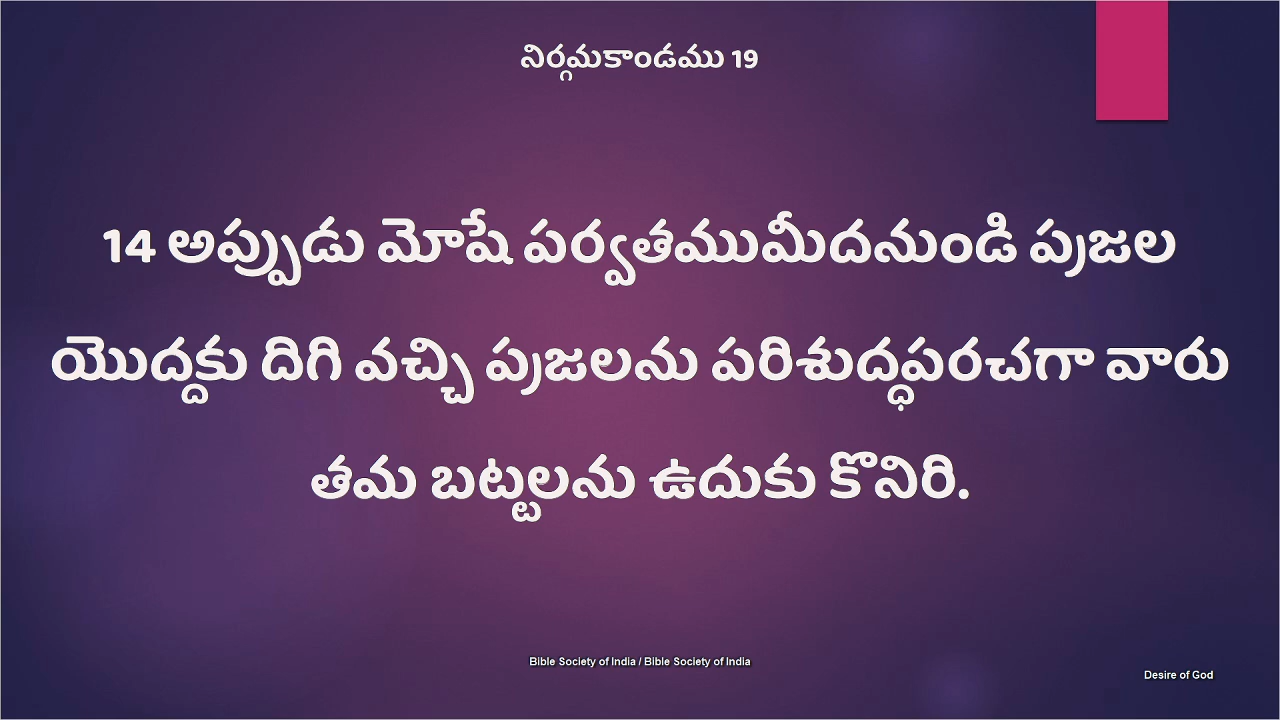 నిర్గమకాండము 19
14 అప్పుడు మోషే పర్వతముమీదనుండి ప్రజల
యొద్దకు దిగి వచ్చి ప్రజలను పరిశుద్ధపరచగా వారు
తమ బట్టలను ఉదుకు కొనిరి.
Bible Society of India / Bible Society of India
Desire of God